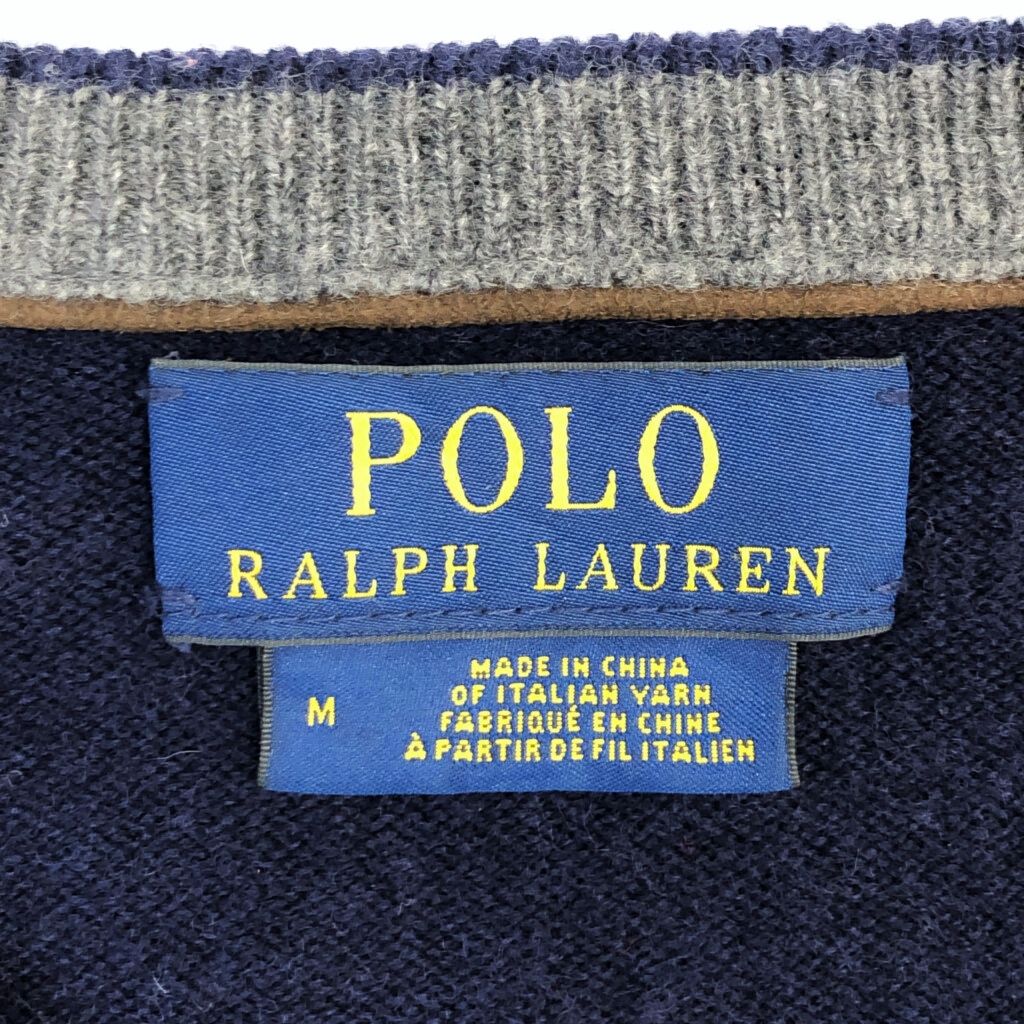 POLO
RALPH LAUREN
M
MADE IN CHINA
OF ITALIAN YARN
FABRIQUÉ EN CHINE
À PARTIR DE FIL ITALIEN